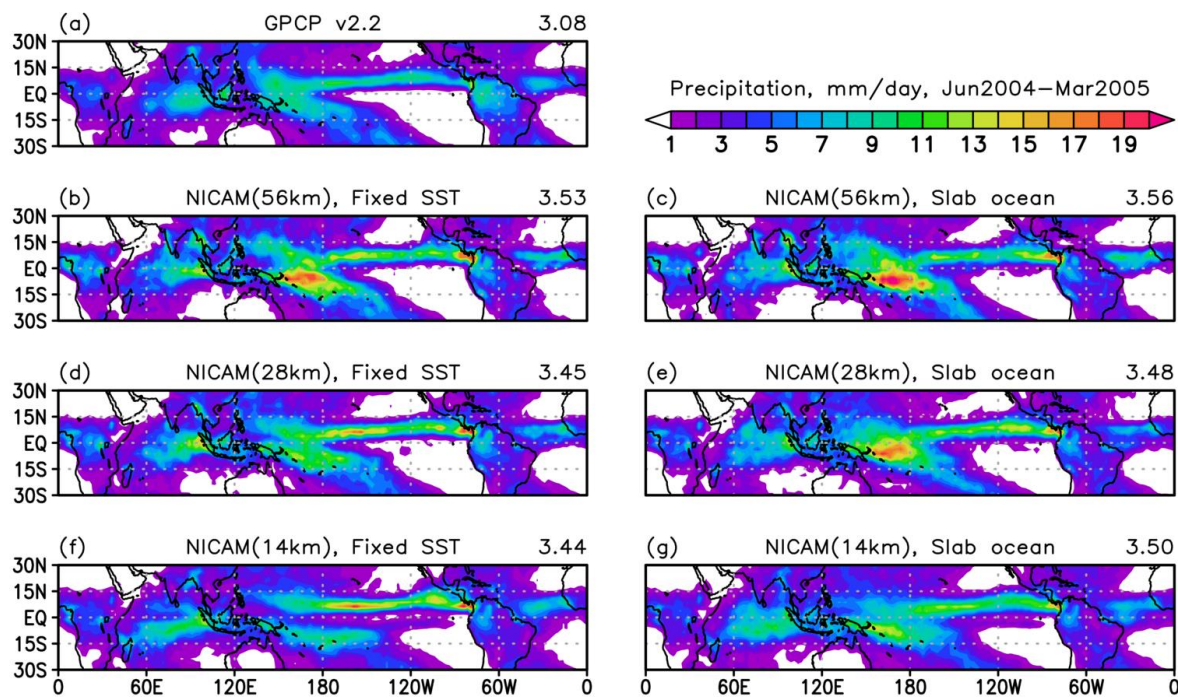 (a) GPCP v2.2 3.08
30N
15N
EQ
15S
30S
Precipitation, mm/day, Jun2004-Mar2005
1 3 5 7 9 11 13 15 17 19
(b) NICAM(56km), Fixed SST 3.53
30N
15N
EQ
15S
30S
(c) NICAM(56km), Slab ocean 3.56
(d) NICAM(28km), Fixed SST 3.45
30N
15N
EQ
15S
30S
(e) NICAM(28km), Slab ocean 3.48
(f) NICAM(14km), Fixed SST 3.44
30N
15N
EQ
15S
30S
0 60E 120E 180 120W 60W 0
(g) NICAM(14km), Slab ocean 3.50
0 60E 120E 180 120W 60W 0